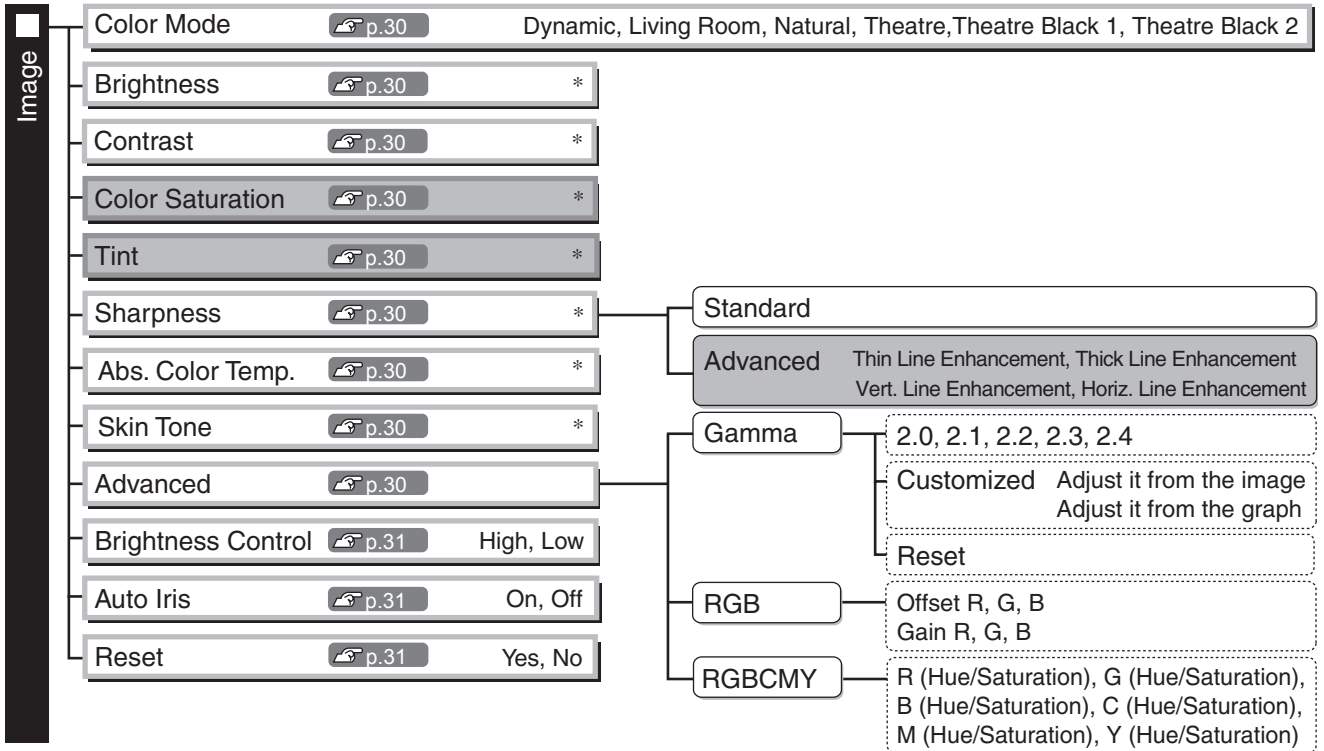 Image
Color Mode p.30 Dynamic, Living Room, Natural, Theatre,Theatre Black 1, Theatre Black 2
Brightness p.30 *
Contrast p.30 *
Color Saturation p.30 *
Tint p.30 *
Sharpness p.30 *
Standard
Advanced Thin Line Enhancement, Thick Line Enhancement
Vert. Line Enhancement, Horiz. Line Enhancement
Abs. Color Temp. p.30 *
Skin Tone p.30 *
Advanced p.30
Gamma
2.0, 2.1, 2.2, 2.3, 2.4
Customized Adjust it from the image
Adjust it from the graph
Reset
RGB
Offset R, G, B
Gain R, G, B
RGBCMY
R (Hue/Saturation), G (Hue/Saturation),
B (Hue/Saturation), C (Hue/Saturation),
M (Hue/Saturation), Y (Hue/Saturation)
Brightness Control p.31 High, Low
Auto Iris p.31 On, Off
Reset p.31 Yes, No